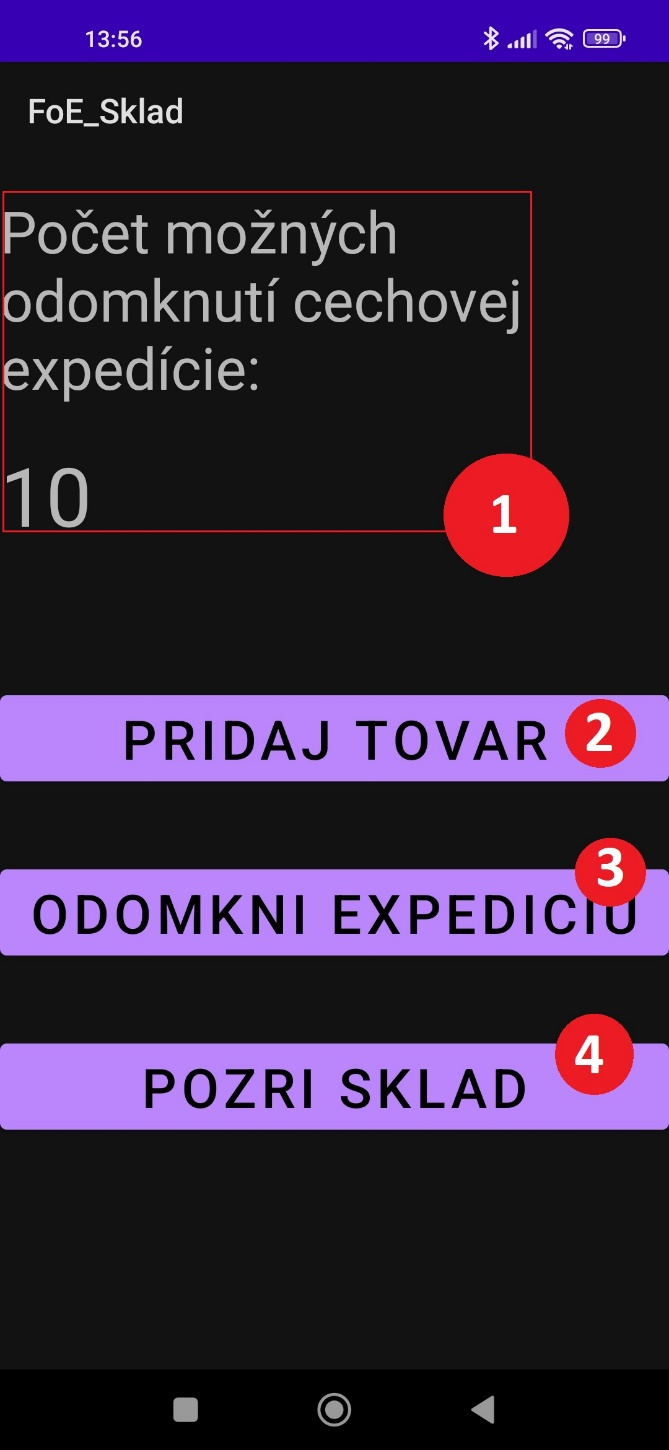 13:56
99
FoE_Sklad
Počet možných
odomknutí cechovej
expedície:
10
1
PRIDAJ TOVAR
2
3
ODOMKNI EXPEDICIU
4
POZRI SKLAD